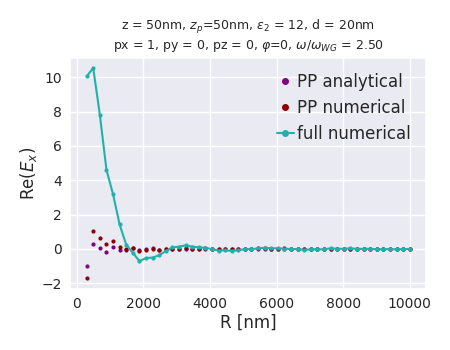 z = 50nm, z_p=50nm, ε_2 = 12, d = 20nm
px = 1, py = 0, pz = 0, φ=0, ω/ω_WG = 2.50
PP analytical
PP numerical
full numerical
Re(E_x)
10
8
6
4
2
0
−2
0 2000 4000 6000 8000 10000
R [nm]